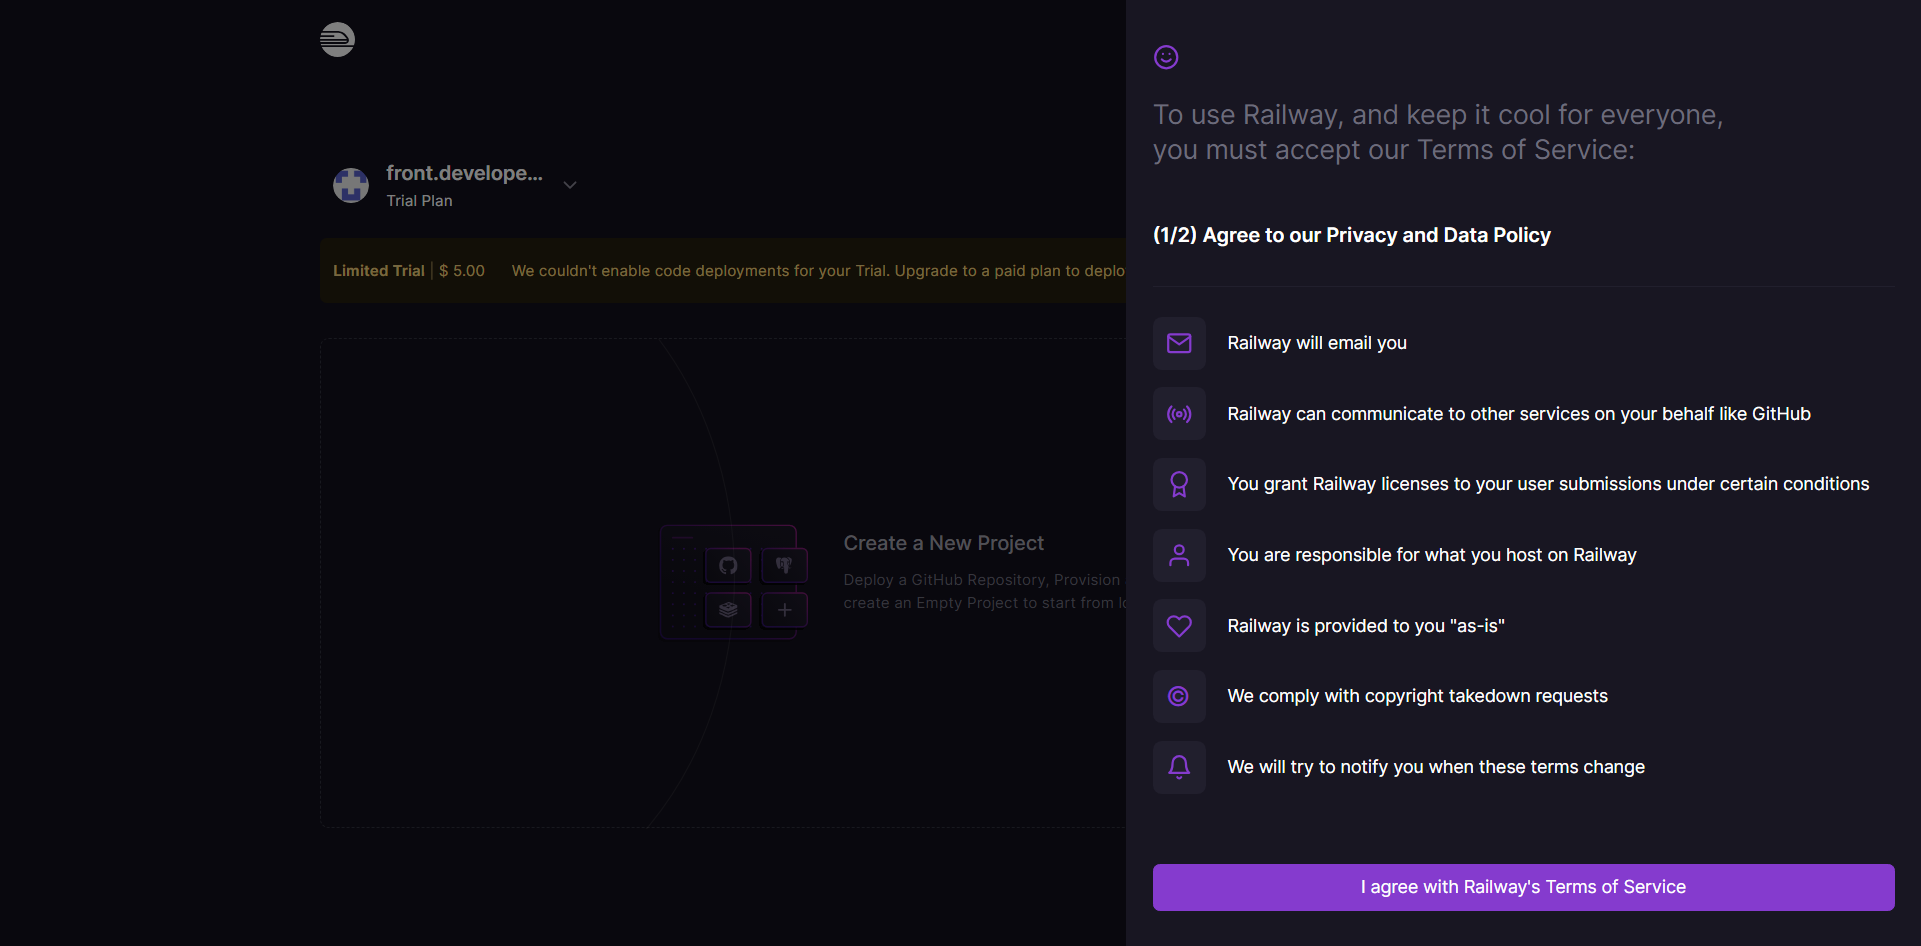 front.develope...
Trial Plan
Limited Trial | $ 5.00 We couldn't enable code deployments for your Trial. Upgrade to a paid plan to deplo
Create a New Project
Deploy a GitHub Repository, Provision
create an Empty Project to start from lo
To use Railway, and keep it cool for everyone,
you must accept our Terms of Service:
(1/2) Agree to our Privacy and Data Policy
Railway will email you
Railway can communicate to other services on your behalf like GitHub
You grant Railway licenses to your user submissions under certain conditions
You are responsible for what you host on Railway
Railway is provided to you "as-is"
We comply with copyright takedown requests
We will try to notify you when these terms change
I agree with Railway's Terms of Service